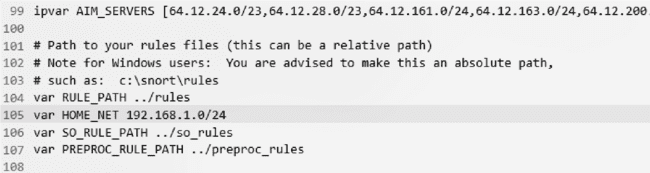 99 ipvar AIM_SERVERS [64.12.24.0/23,64.12.28.0/23,64.12.161.0/24,64.12.163.0/24,64.12.200.
100
101 # Path to your rules files (this can be a relative path)
102 # Note for Windows users:  You are advised to make this an absolute path,
103 # such as:  c:\snort\rules
104 var RULE_PATH ../rules
105 var HOME_NET 192.168.1.0/24
106 var SO_RULE_PATH ../so_rules
107 var PREPROC_RULE_PATH ../preproc_rules
108